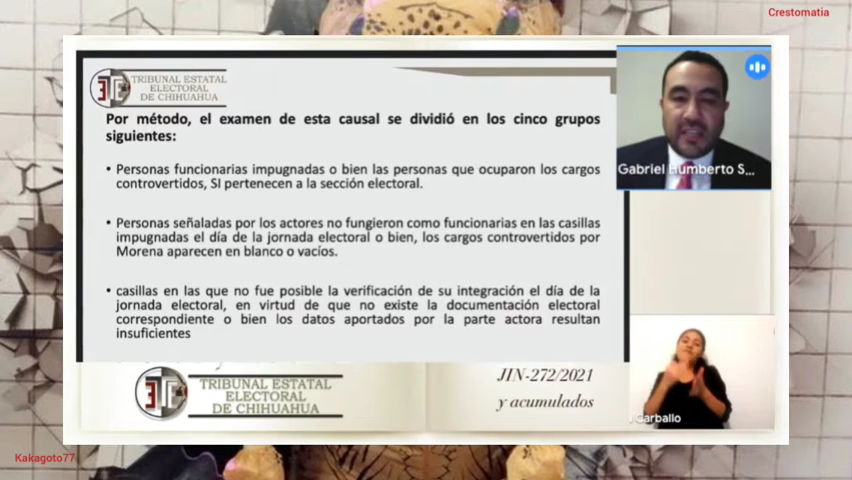 Crestomatia
TRIBUNAL ESTATAL
ELECTORAL
DE CHIHUAHUA
Por método, el examen de esta causal se dividió en los cinco grupos
siguientes:
• Personas funcionarias impugnadas o bien las personas que ocuparon los cargos
controvertidos, SI pertenecen a la sección electoral.
• Personas señaladas por los actores no fungieron como funcionarias en las casillas
impugnadas el día de la jornada electoral o bien, los cargos controvertidos por
Morena aparecen en blanco o vacíos.
• casillas en las que no fue posible la verificación de su integración el día de la
jornada electoral, en virtud de que no existe la documentación electoral
correspondiente o bien los datos aportados por la parte actora resultan
insuficientes
Gabriel Humberto S...
TRIBUNAL ESTATAL
ELECTORAL
DE CHIHUAHUA
JIN-272/2021
y acumulados
Carballo
Kakagoto77